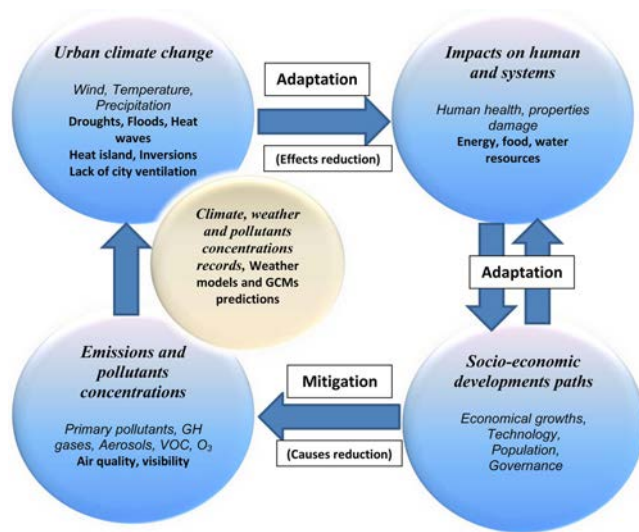 Urban climate change
Wind, Temperature,
Precipitation
Droughts, Floods, Heat
waves
Heat island, Inversions
Lack of city ventilation
Adaptation
(Effects reduction)
Impacts on human
and systems
Human health, properties
damage
Energy, food, water
resources
Climate, weather
and pollutants
concentrations
records, Weather
models and GCMs
predictions
Adaptation
Emissions and
pollutants
concentrations
Primary pollutants, GH
gases, Aerosols, VOC, O₃
Air quality, visibility
Mitigation
(Causes reduction)
Socio-economic
developments paths
Economical growths,
Technology,
Population,
Governance